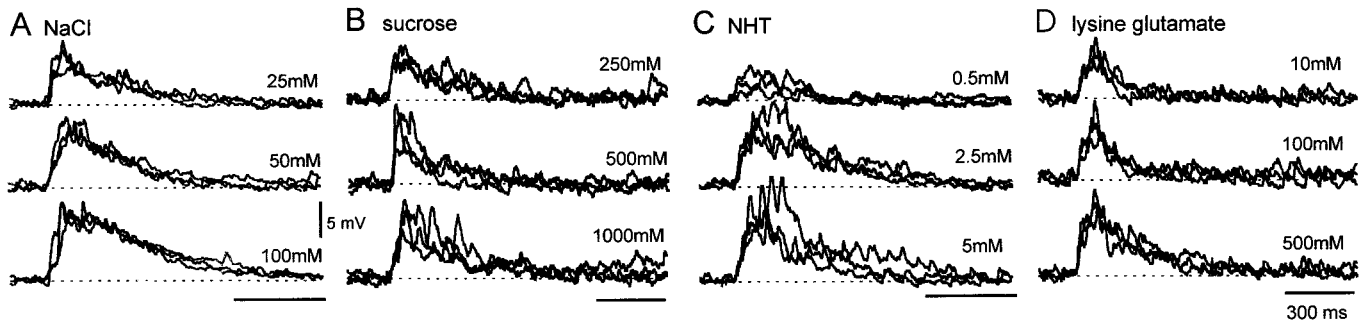 A NaCl
25mM
50mM
5 mV
100mM
B sucrose
250mM
500mM
1000mM
C NHT
0.5mM
2.5mM
5mM
D lysine glutamate
10mM
100mM
500mM
300 ms